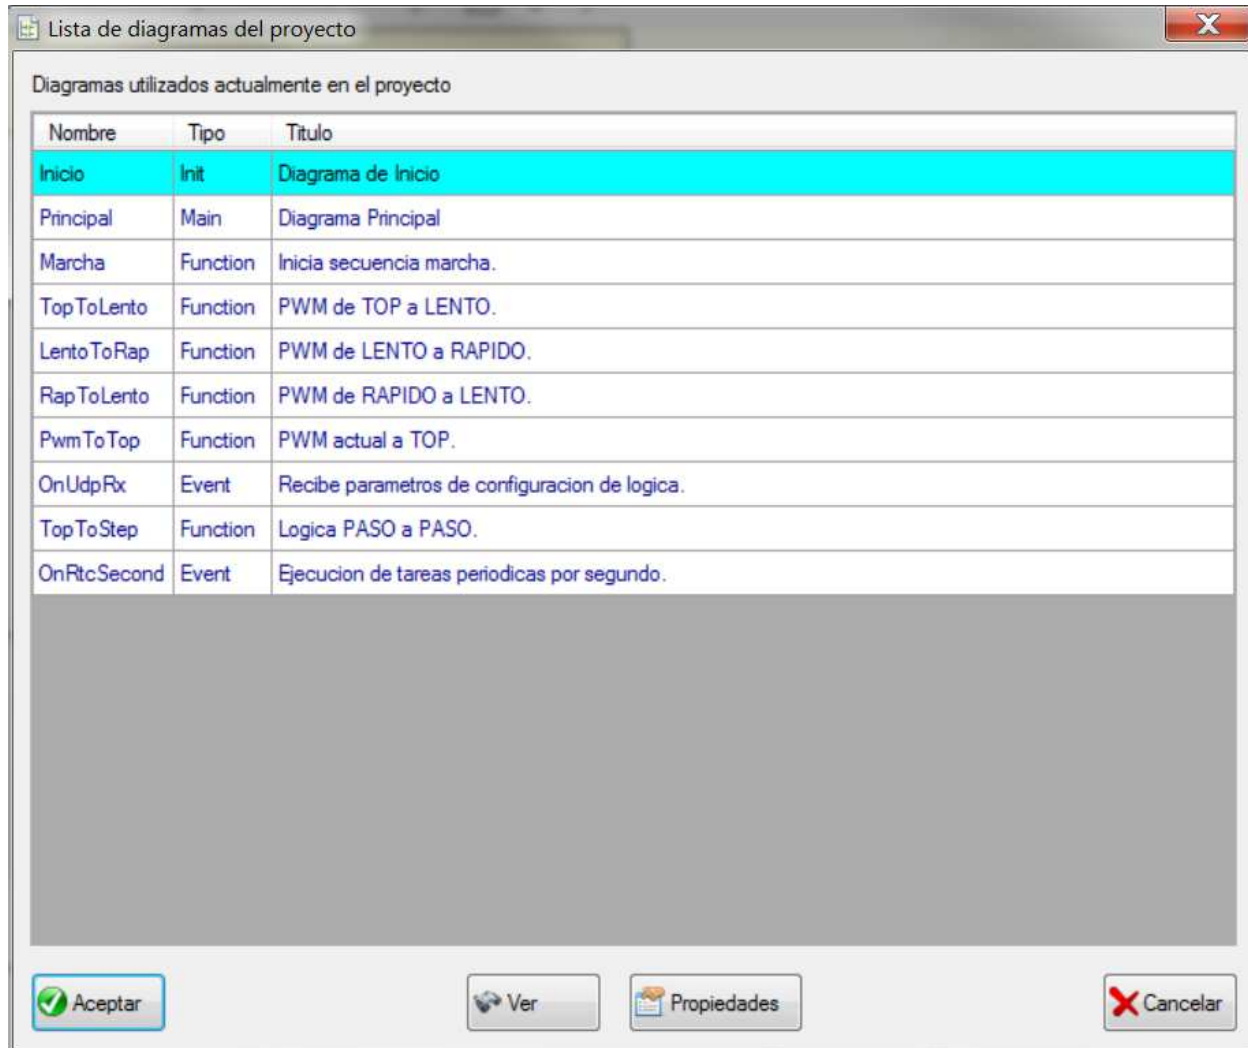 Lista de diagramas del proyecto
Diagramas utilizados actualmente en el proyecto
Nombre Tipo Titulo
Inicio Init Diagrama de Inicio
Principal Main Diagrama Principal
Marcha Function Inicia secuencia marcha.
TopToLento Function PWM de TOP a LENTO.
LentoToRap Function PWM de LENTO a RAPIDO.
RapToLento Function PWM de RAPIDO a LENTO.
PwmToTop Function PWM actual a TOP.
OnUdpRx Event Recibe parametros de configuracion de logica.
TopToStep Function Logica PASO a PASO.
OnRtcSecond Event Ejecucion de tareas periodicas por segundo.
Aceptar Ver Propiedades Cancelar